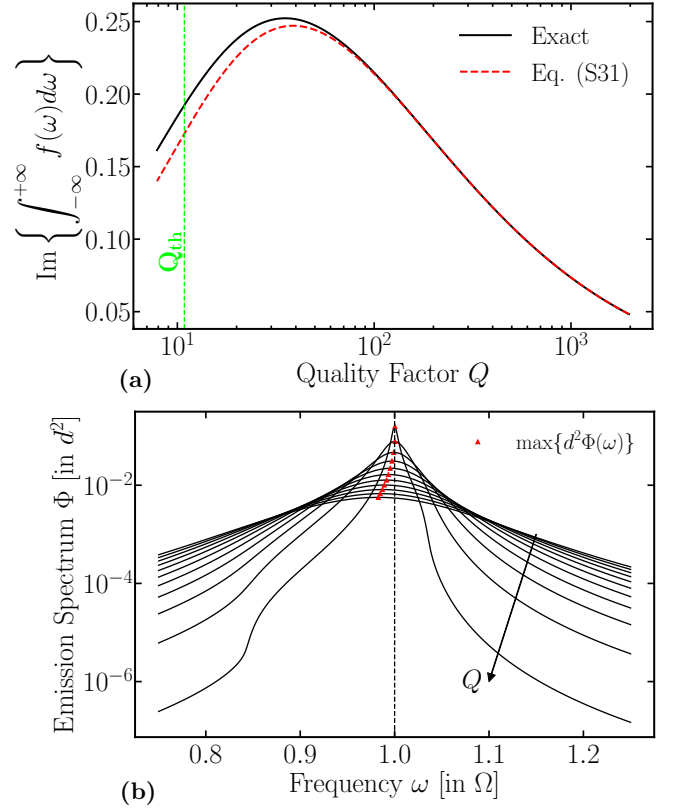 0.25
0.20
0.15
0.10
0.05
Im { ∫_{-∞}^{+∞} f(ω)dω }
Exact
Eq. (S31)
Q_th
10^1
10^2
10^3
(a)
Quality Factor Q
Emission Spectrum Φ [in d^2]
10^{-2}
10^{-4}
10^{-6}
max{d^2Φ(ω)}
Q
0.8
0.9
1.0
1.1
1.2
(b)
Frequency ω [in Ω]